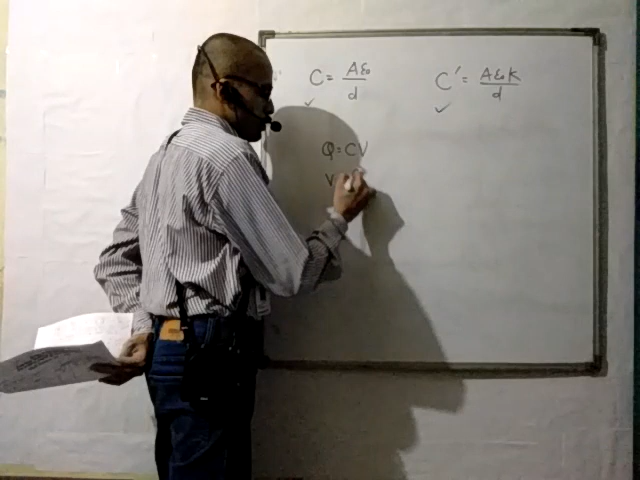 C = Aε₀/d
C' = Aε₀k/d
Q = CV
V